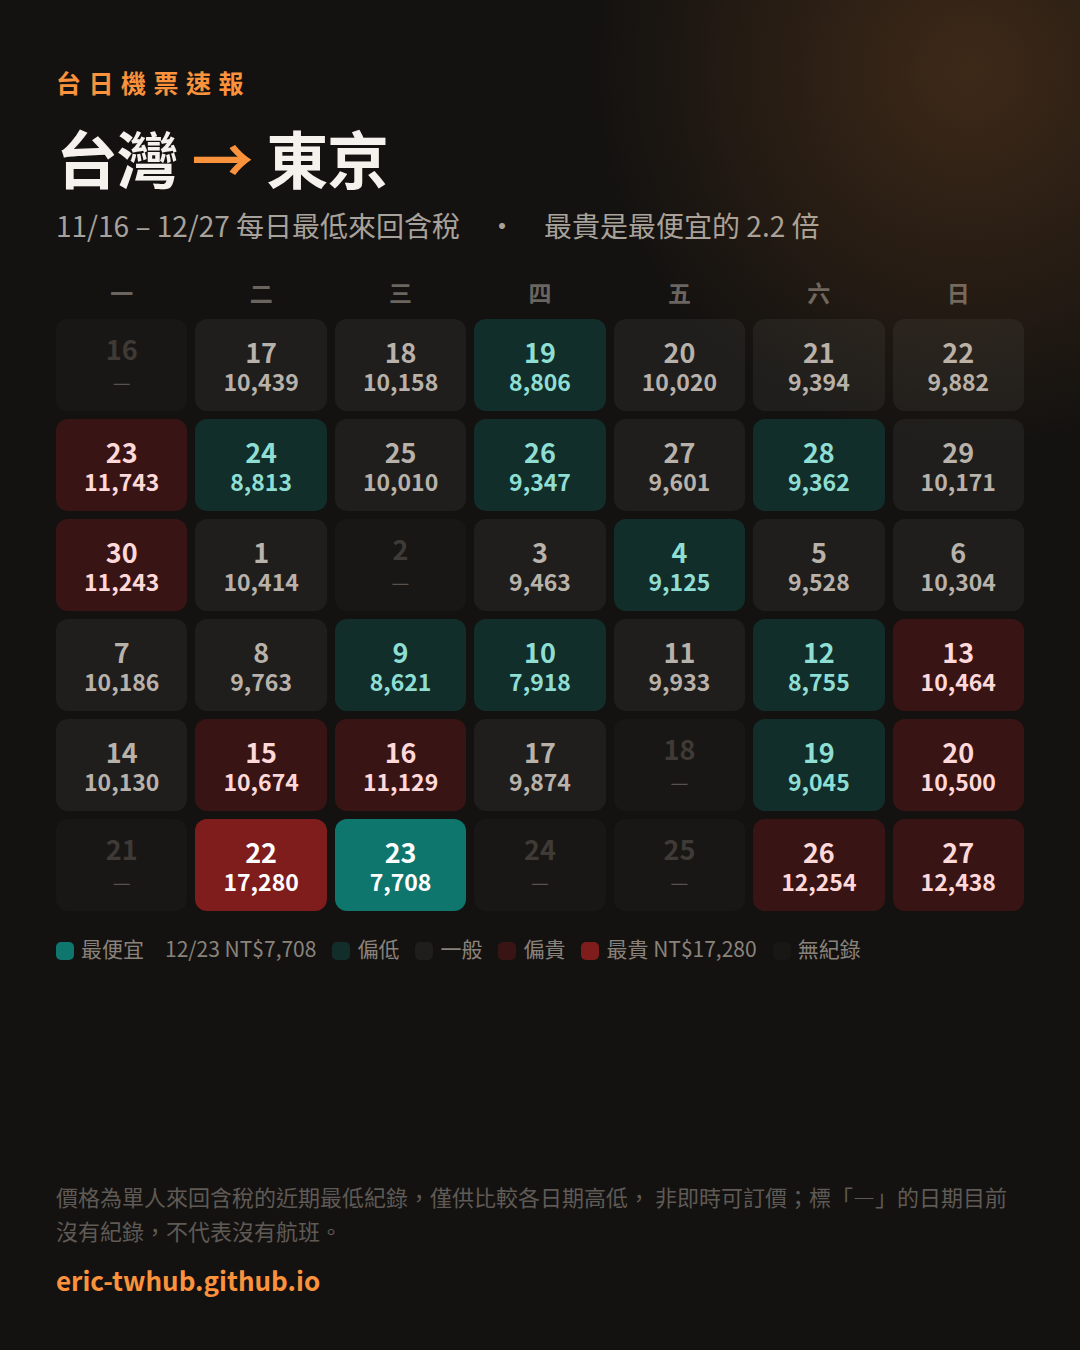 台日機票速報
台灣 → 東京
11/16 – 12/27 每日最低來回含稅 ・ 最貴是最便宜的 2.2 倍
一 二 三 四 五 六 日
16 17 18 19 20 21 22
— 10,439 10,158 8,806 10,020 9,394 9,882
23 24 25 26 27 28 29
11,743 8,813 10,010 9,347 9,601 9,362 10,171
30 1 2 3 4 5 6
11,243 10,414 — 9,463 9,125 9,528 10,304
7 8 9 10 11 12 13
10,186 9,763 8,621 7,918 9,933 8,755 10,464
14 15 16 17 18 19 20
10,130 10,674 11,129 9,874 — 9,045 10,500
21 22 23 24 25 26 27
— 17,280 7,708 — — 12,254 12,438
最便宜 12/23 NT$7,708 偏低 一般 偏貴 最貴 NT$17,280 無紀錄
價格為單人來回含稅的近期最低紀錄，僅供比較各日期高低， 非即時可訂價；標「—」的日期目前
沒有紀錄，不代表沒有航班。
eric-twhub.github.io